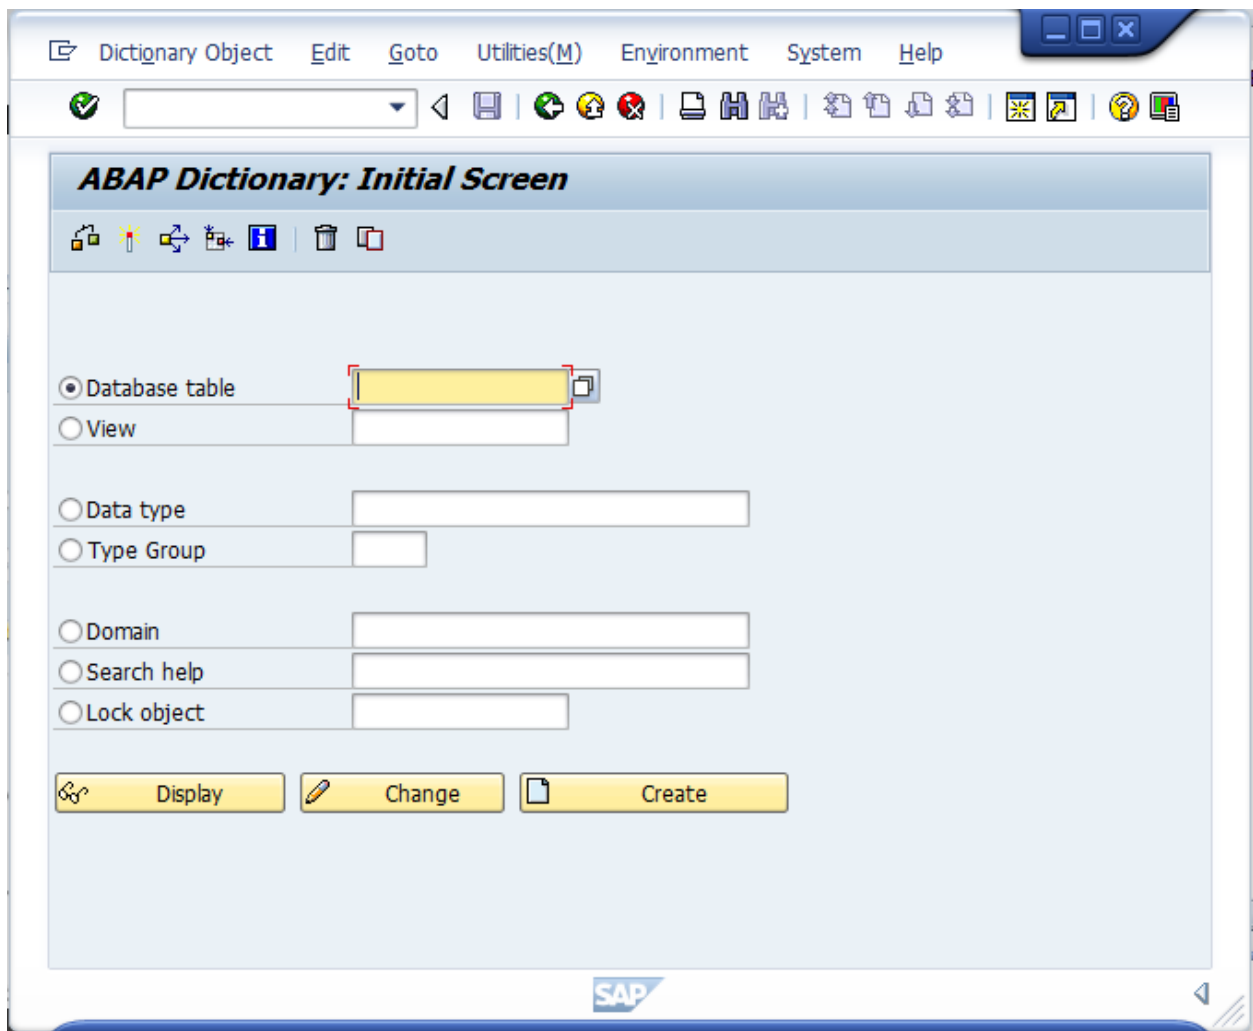 Dictionary Object Edit Goto Utilities(M) Environment System Help
ABAP Dictionary: Initial Screen
Database table
View
Data type
Type Group
Domain
Search help
Lock object
Display Change Create
SAP